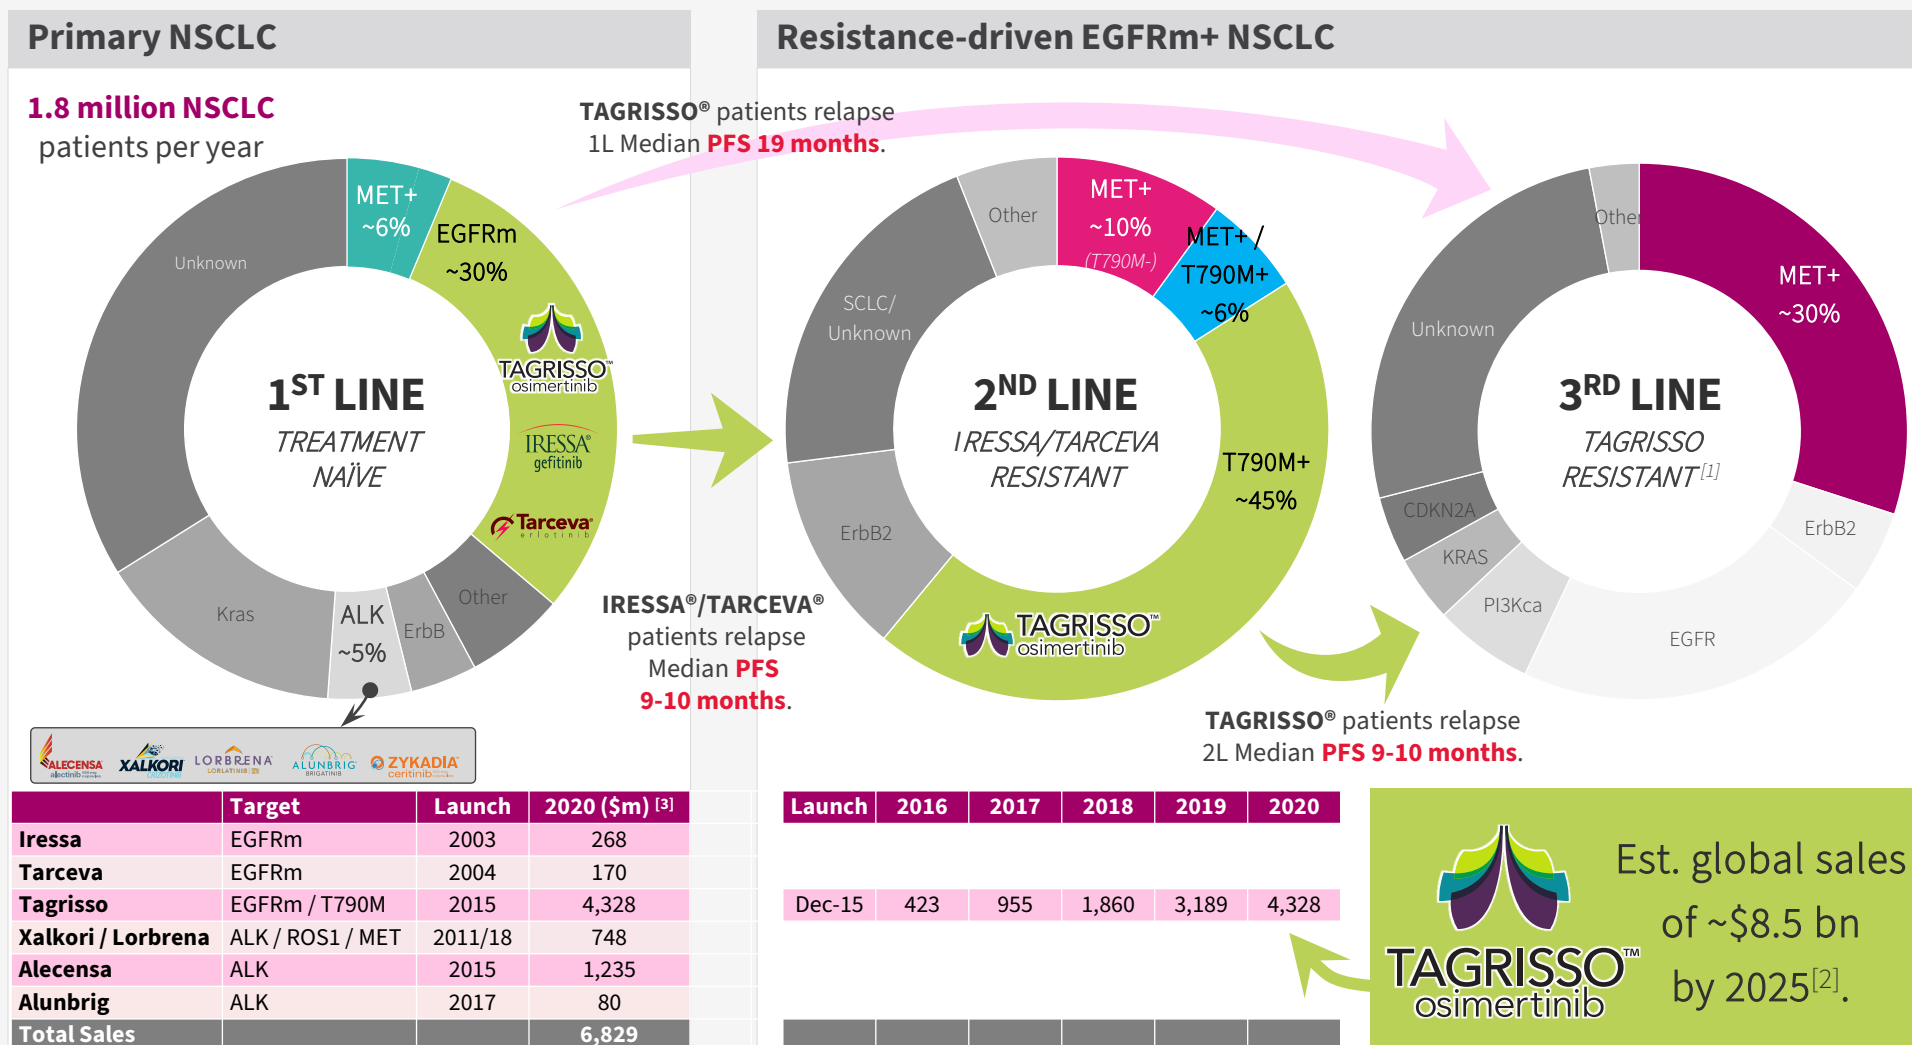 Primary NSCLC
Resistance-driven EGFRm+ NSCLC
1.8 million NSCLC
patients per year
TAGRISSO® patients relapse
1L Median PFS 19 months.
MET+
~6%
EGFRm
~30%
Unknown
TAGRISSO™
osimertinib
IRESSA®
gefitinib
Tarceva®
erlotinib
1ST LINE
TREATMENT
NAÏVE
Other
ErbB
ALK
~5%
Kras
ALECENSA
alectinib
XALKORI
CRIZOTINIB
LORBRENA
LORLATINIB
ALUNBRIG
BRIGATINIB
ZYKADIA
ceritinib
IRESSA®/TARCEVA®
patients relapse
Median PFS
9-10 months.
Other
MET+
~10%
(T790M-)
MET+ /
T790M+
~6%
SCLC/
Unknown
2ND LINE
IRESSA/TARCEVA
RESISTANT
T790M+
~45%
ErbB2
TAGRISSO™
osimertinib
TAGRISSO® patients relapse
2L Median PFS 9-10 months.
Other
MET+
~30%
Unknown
3RD LINE
TAGRISSO
RESISTANT [1]
CDKN2A
KRAS
PI3Kca
EGFR
ErbB2
Target Launch 2020 ($m) [3]
Iressa EGFRm 2003 268
Tarceva EGFRm 2004 170
Tagrisso EGFRm / T790M 2015 4,328
Xalkori / Lorbrena ALK / ROS1 / MET 2011/18 748
Alecensa ALK 2015 1,235
Alunbrig ALK 2017 80
Total Sales 6,829
Launch 2016 2017 2018 2019 2020
Dec-15 423 955 1,860 3,189 4,328
TAGRISSO™
osimertinib
Est. global sales
of ~$8.5 bn
by 2025[2].